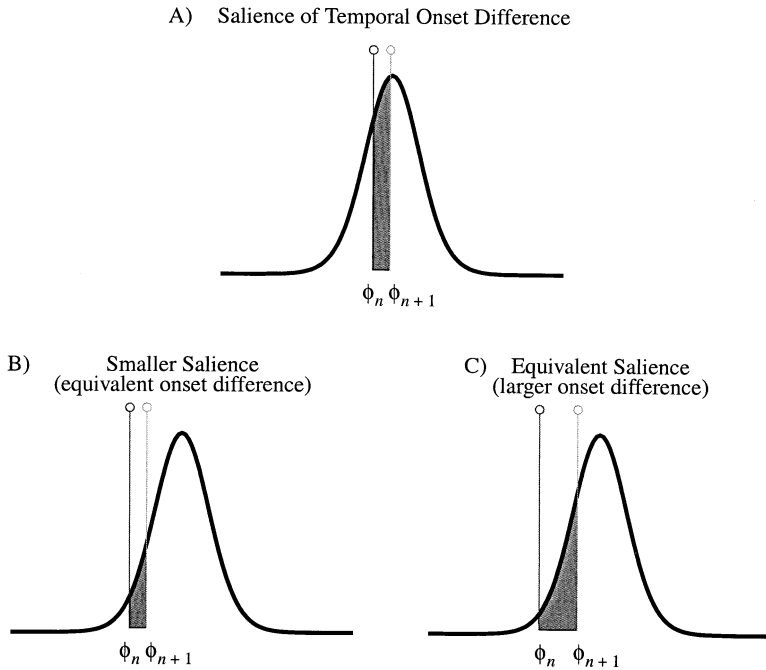 A) Salience of Temporal Onset Difference
ϕn ϕn + 1
B) Smaller Salience
(equivalent onset difference)
C) Equivalent Salience
(larger onset difference)
ϕn ϕn + 1
ϕn ϕn + 1